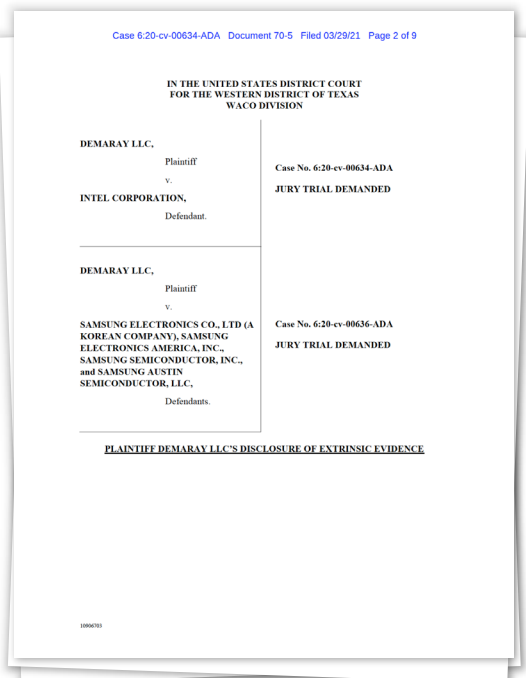 Case 6:20-cv-00634-ADA Document 70-5 Filed 03/29/21 Page 2 of 9
IN THE UNITED STATES DISTRICT COURT
FOR THE WESTERN DISTRICT OF TEXAS
WACO DIVISION
DEMARAY LLC,
Plaintiff
v.
INTEL CORPORATION,
Defendant.
Case No. 6:20-cv-00634-ADA
JURY TRIAL DEMANDED
DEMARAY LLC,
Plaintiff
v.
SAMSUNG ELECTRONICS CO., LTD (A
KOREAN COMPANY), SAMSUNG
ELECTRONICS AMERICA, INC.,
SAMSUNG SEMICONDUCTOR, INC.,
and SAMSUNG AUSTIN
SEMICONDUCTOR, LLC,
Defendants.
Case No. 6:20-cv-00636-ADA
JURY TRIAL DEMANDED
PLAINTIFF DEMARAY LLC'S DISCLOSURE OF EXTRINSIC EVIDENCE
10906703